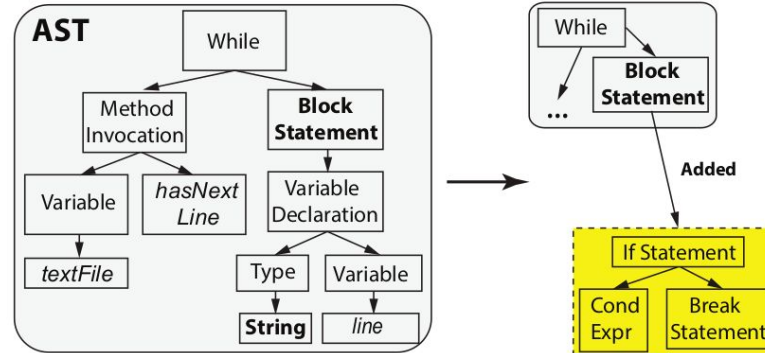 AST
While
Method
Invocation
Block
Statement
Variable
hasNext
Line
Variable
Declaration
textFile
Type
Variable
String
line
While
Block
Statement
...
Added
If Statement
Cond
Expr
Break
Statement